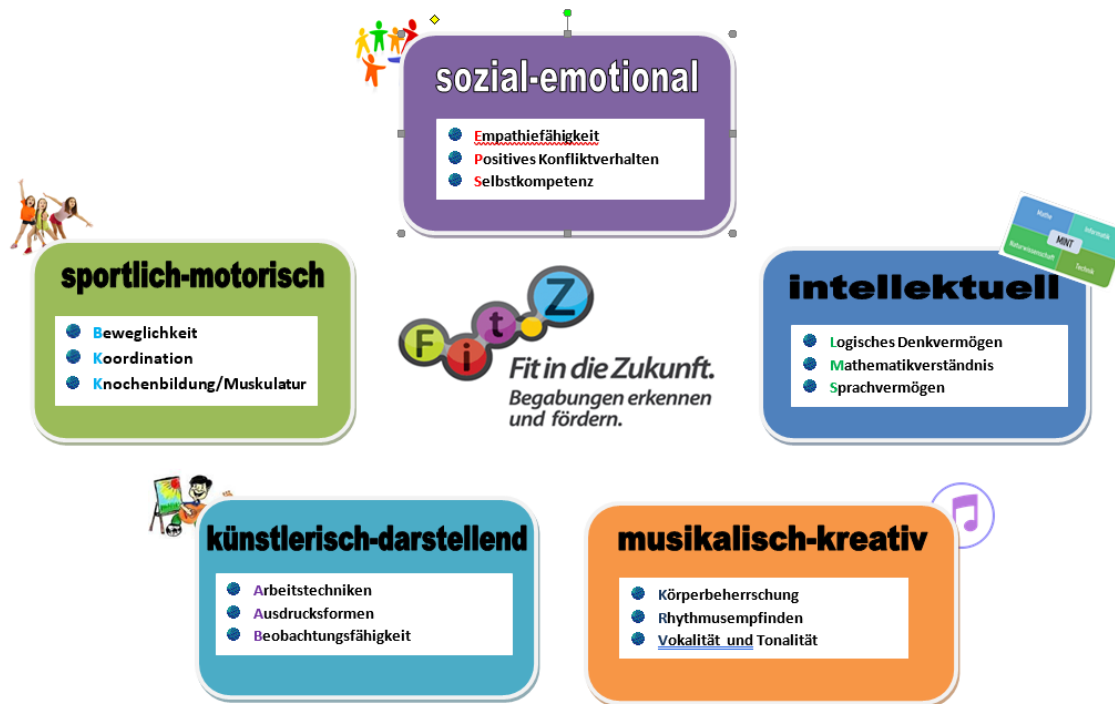 sozial-emotional
Empathiefähigkeit
Positives Konfliktverhalten
Selbstkompetenz
sportlich-motorisch
Beweglichkeit
Koordination
Knochenbildung/Muskulatur
Fit.Z
Fit in die Zukunft.
Begabungen erkennen
und fördern.
Mathe
Informatik
MINT
Naturwissenschaft
Technik
intellektuell
Logisches Denkvermögen
Mathematikverständnis
Sprachvermögen
künstlerisch-darstellend
Arbeitstechniken
Ausdrucksformen
Beobachtungsfähigkeit
musikalisch-kreativ
Körperbeherrschung
Rhythmusempfinden
Vokalität und Tonalität